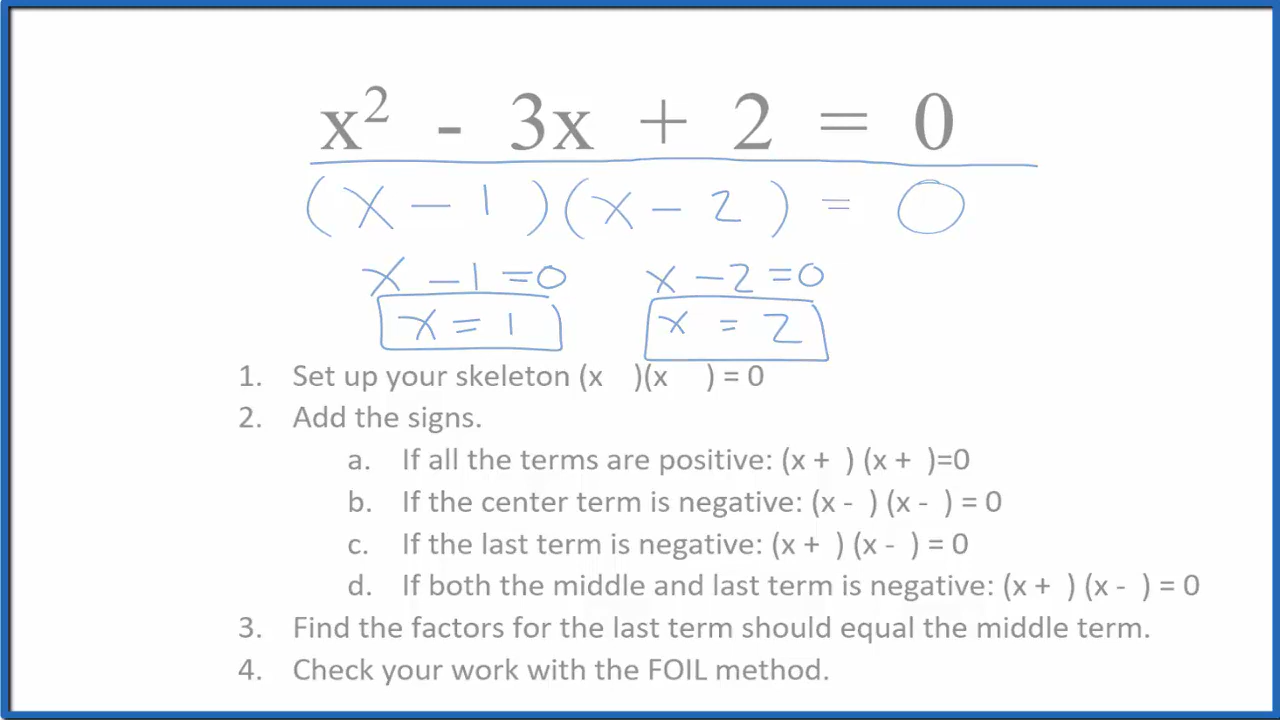 x² - 3x + 2 = 0
(x - 1)(x - 2) = 0
x - 1 = 0 x - 2 = 0
x = 1 x = 2
1. Set up your skeleton (x )(x ) = 0
2. Add the signs.
a. If all the terms are positive: (x + ) (x + )=0
b. If the center term is negative: (x - ) (x - ) = 0
c. If the last term is negative: (x + ) (x - ) = 0
d. If both the middle and last term is negative: (x + ) (x - ) = 0
3. Find the factors for the last term should equal the middle term.
4. Check your work with the FOIL method.